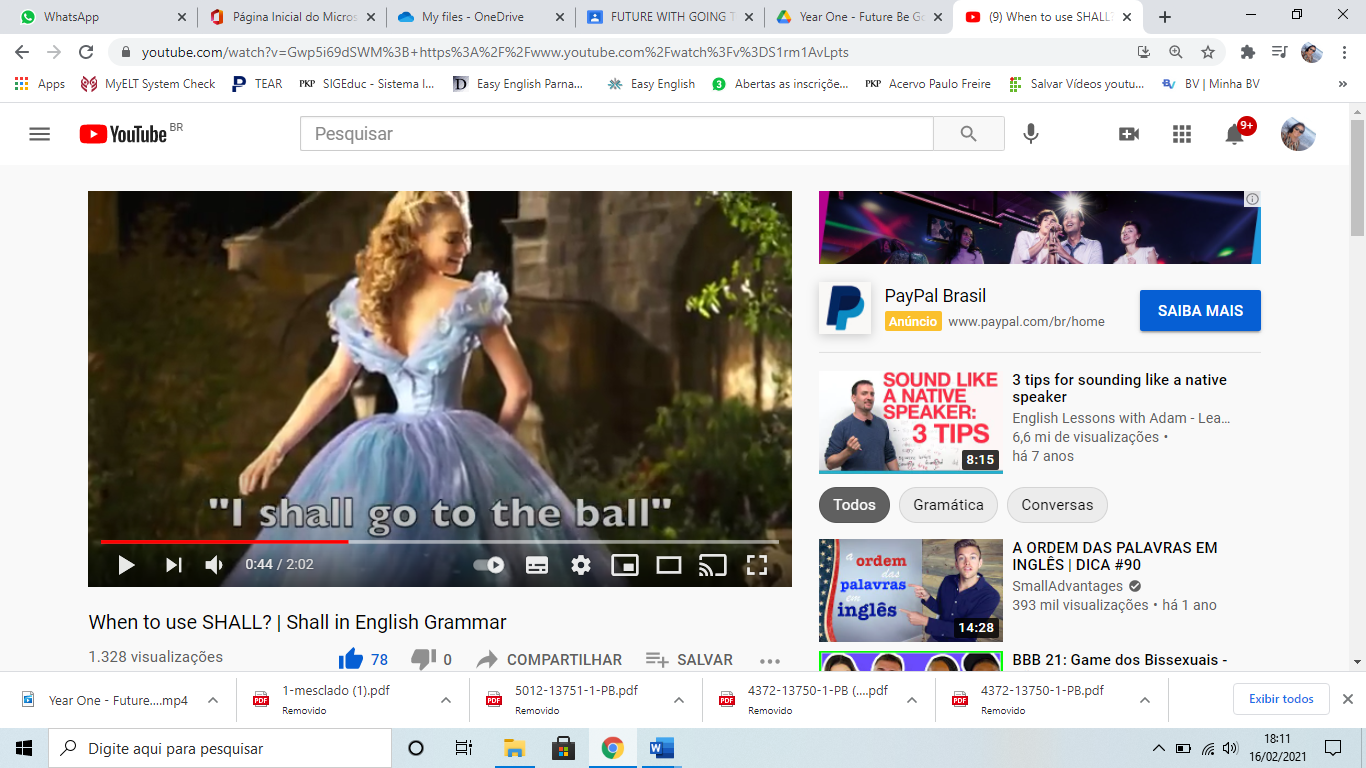 WhatsApp
Página Inicial do Micros
My files - OneDrive
FUTURE WITH GOING T
Year One - Future Be Go
(9) When to use SHALL?
youtube.com/watch?v=Gwp5i69dSWM%3B+https%3A%2F%2Fwww.youtube.com%2Fwatch%3Fv%3DS1rm1AvLpts
Apps
MyELT System Check
TEAR
PKP
SIGEduc - Sistema I...
Easy English Parna...
Easy English
3
Abertas as inscriçõe...
PKP
Acervo Paulo Freire
Salvar Vídeos youtu...
BV | Minha BV
YouTube BR
Pesquisar
9+
"I shall go to the ball"
0:44 / 2:02
When to use SHALL? | Shall in English Grammar
1.328 visualizações
78
0
COMPARTILHAR
SALVAR
PayPal Brasil
Anúncio www.paypal.com/br/home
SAIBA MAIS
SOUND LIKE
A NATIVE
SPEAKER:
3 TIPS
8:15
3 tips for sounding like a native
speaker
English Lessons with Adam - Lea...
6,6 mi de visualizações •
há 7 anos
Todos
Gramática
Conversas
a ordem
das
palavras
em
inglês
14:28
A ORDEM DAS PALAVRAS EM
INGLÊS | DICA #90
SmallAdvantages
393 mil visualizações • há 1 ano
BBB 21: Game dos Bissexuais -
Year One - Future....mp4
PDF
1-mesclado (1).pdf
Removido
PDF
5012-13751-1-PB.pdf
Removido
PDF
4372-13750-1-PB (....pdf
Removido
PDF
4372-13750-1-PB.pdf
Removido
Exibir todos
Digite aqui para pesquisar
18:11
16/02/2021